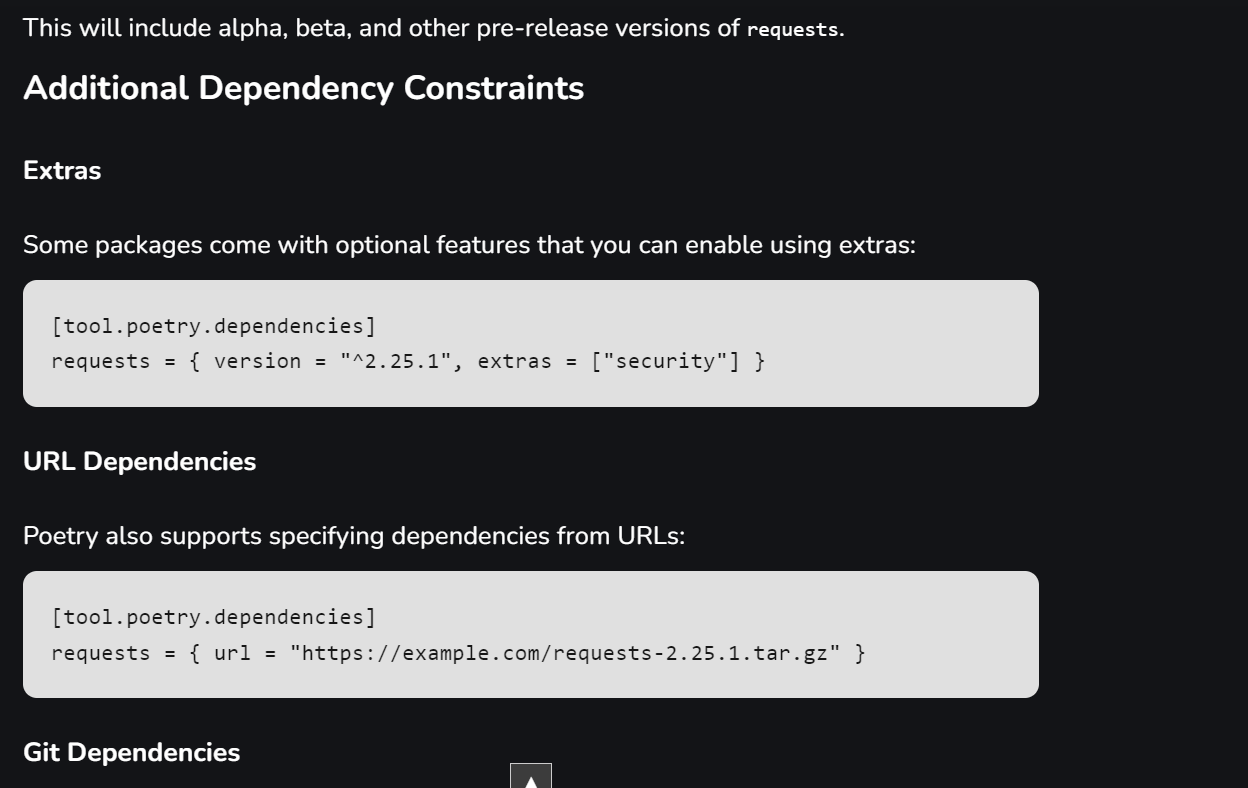 This will include alpha, beta, and other pre-release versions of requests.
Additional Dependency Constraints
Extras
Some packages come with optional features that you can enable using extras:
[tool.poetry.dependencies]
requests = { version = "^2.25.1", extras = ["security"] }
URL Dependencies
Poetry also supports specifying dependencies from URLs:
[tool.poetry.dependencies]
requests = { url = "https://example.com/requests-2.25.1.tar.gz" }
Git Dependencies